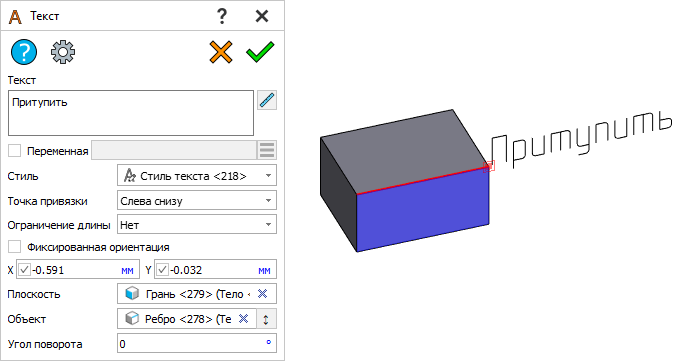 Текст ? ×
?
Текст
Притупить
Переменная
Стиль Стиль текста <218>
Точка привязки Слева снизу
Ограничение длины Нет
Фиксированная ориентация
X -0.591 мм Y -0.032 мм
Плоскость Грань <279> (Тело <
Объект Ребро <278> (Те
Угол поворота 0 °
Притупить